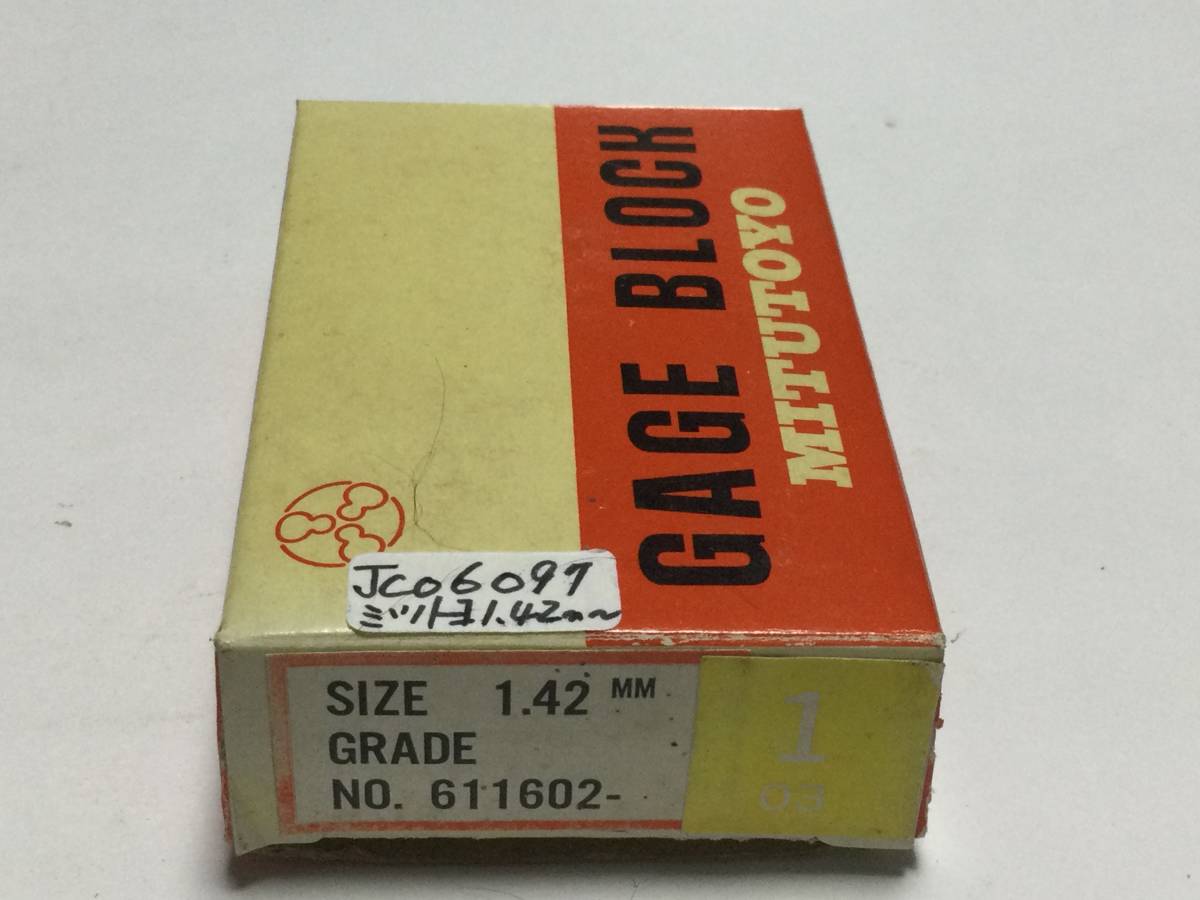 GAGE BLOCK
MITUTOYO
JC06097
ミツトヨ1.42mm
SIZE 1.42 MM
GRADE
NO. 611602-
1
03